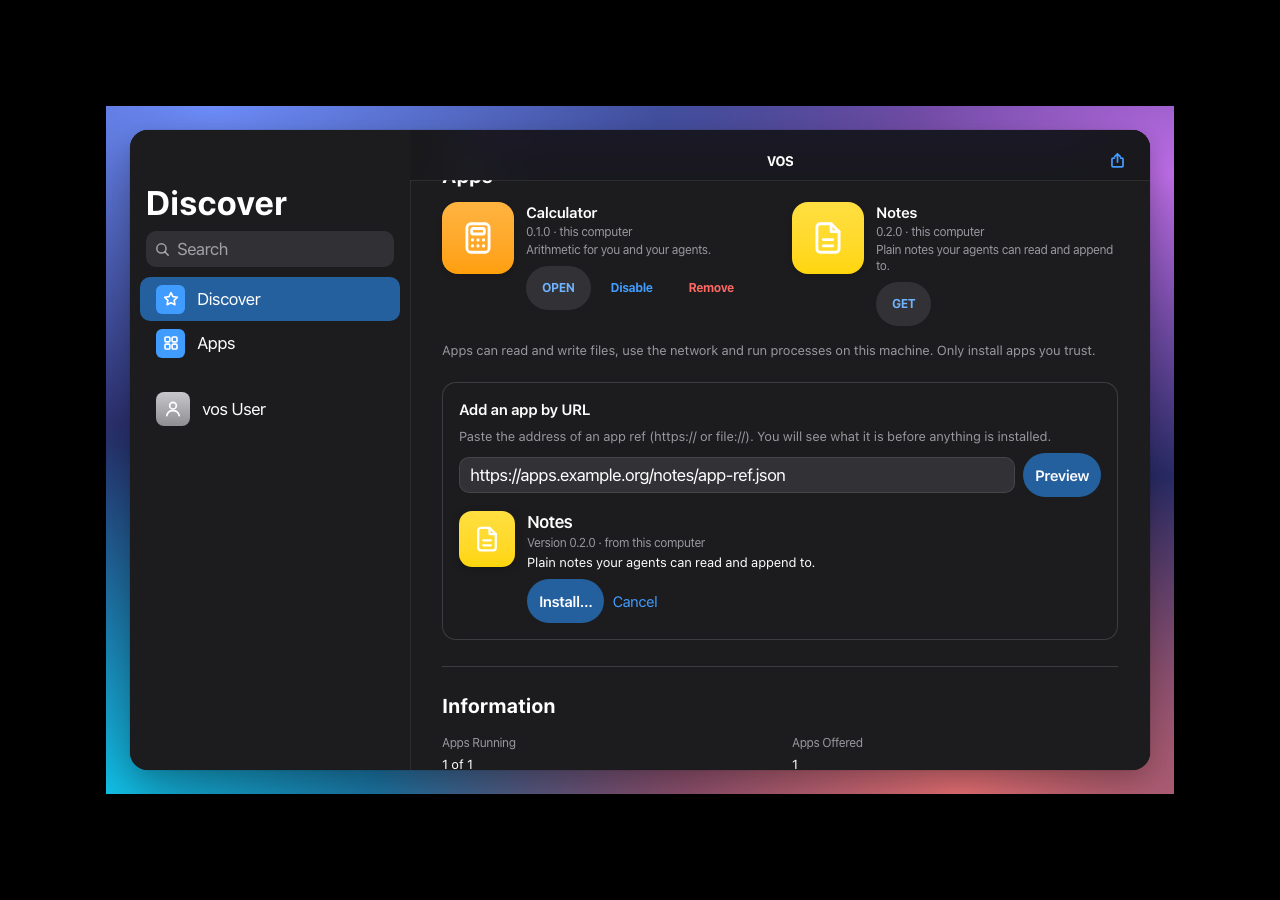 VOS
Discover
Search
Discover
Apps
vos User
Apps
Calculator
0.1.0 · this computer
Arithmetic for you and your agents.
OPEN
Disable
Remove
Notes
0.2.0 · this computer
Plain notes your agents can read and append
to.
GET
Apps can read and write files, use the network and run processes on this machine. Only install apps you trust.
Add an app by URL
Paste the address of an app ref (https:// or file://). You will see what it is before anything is installed.
https://apps.example.org/notes/app-ref.json
Preview
Notes
Version 0.2.0 · from this computer
Plain notes your agents can read and append to.
Install...
Cancel
Information
Apps Running
1 of 1
Apps Offered
1